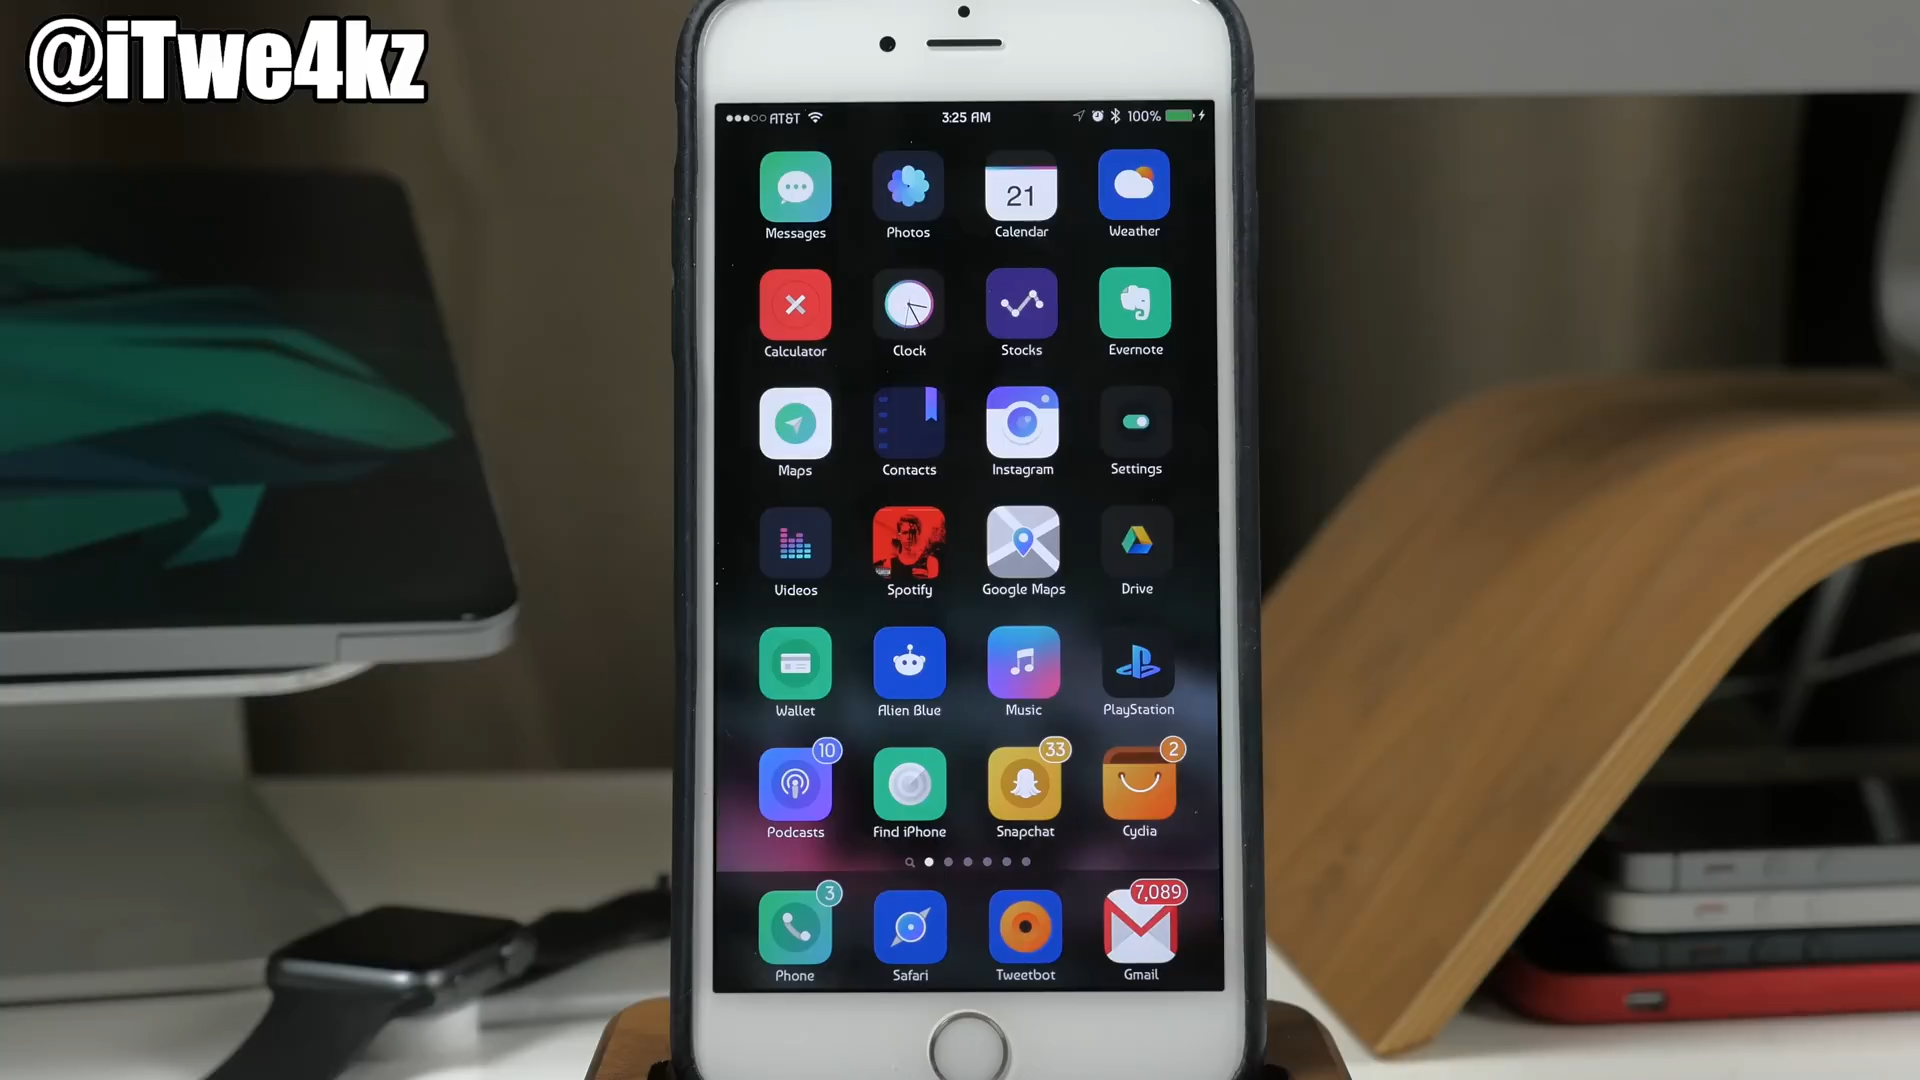 @iTwe4kz
AT&T 3:25 AM 100%
Messages Photos Calendar Weather
21
Calculator Clock Stocks Evernote
Maps Contacts Instagram Settings
Videos Spotify Google Maps Drive
Wallet Alien Blue Music PlayStation
10 33 2
Podcasts Find iPhone Snapchat Cydia
3 7,089
Phone Safari Tweetbot Gmail